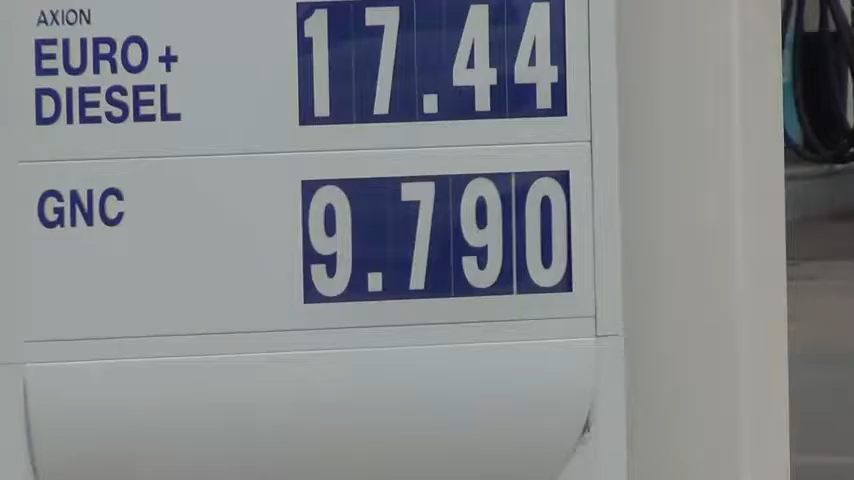 AXION
EURO +
DIESEL
17.44
GNC
9.790